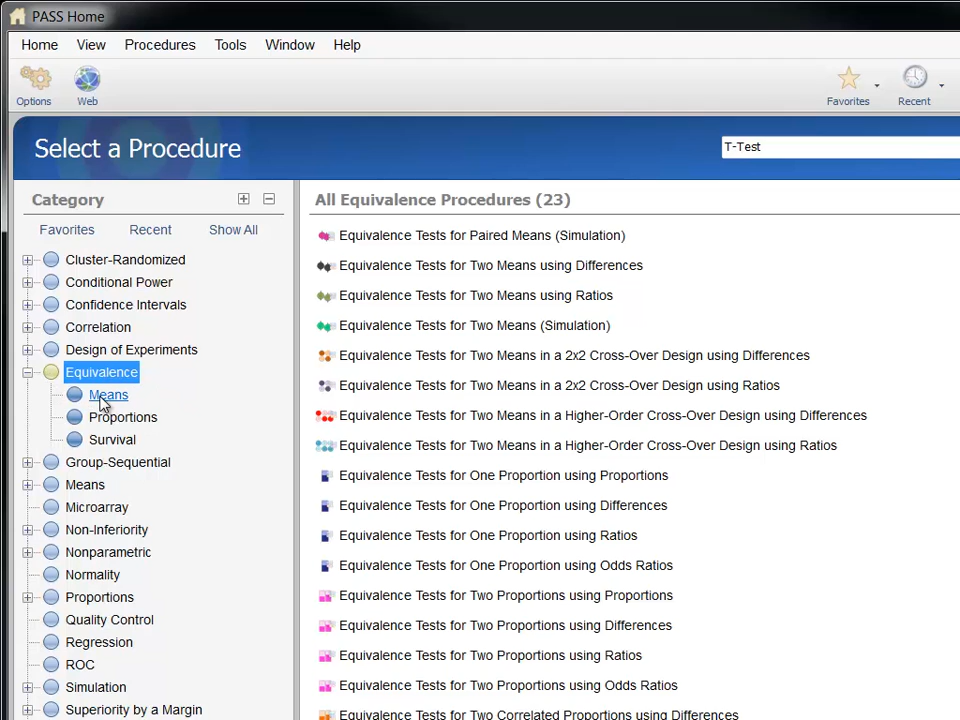 PASS Home
Home View Procedures Tools Window Help
Options Web Favorites Recent
Select a Procedure T-Test
Category
Favorites Recent Show All
Cluster-Randomized
Conditional Power
Confidence Intervals
Correlation
Design of Experiments
Equivalence
Means
Proportions
Survival
Group-Sequential
Means
Microarray
Non-Inferiority
Nonparametric
Normality
Proportions
Quality Control
Regression
ROC
Simulation
Superiority by a Margin
All Equivalence Procedures (23)
Equivalence Tests for Paired Means (Simulation)
Equivalence Tests for Two Means using Differences
Equivalence Tests for Two Means using Ratios
Equivalence Tests for Two Means (Simulation)
Equivalence Tests for Two Means in a 2x2 Cross-Over Design using Differences
Equivalence Tests for Two Means in a 2x2 Cross-Over Design using Ratios
Equivalence Tests for Two Means in a Higher-Order Cross-Over Design using Differences
Equivalence Tests for Two Means in a Higher-Order Cross-Over Design using Ratios
Equivalence Tests for One Proportion using Proportions
Equivalence Tests for One Proportion using Differences
Equivalence Tests for One Proportion using Ratios
Equivalence Tests for One Proportion using Odds Ratios
Equivalence Tests for Two Proportions using Proportions
Equivalence Tests for Two Proportions using Differences
Equivalence Tests for Two Proportions using Ratios
Equivalence Tests for Two Proportions using Odds Ratios
Equivalence Tests for Two Correlated Proportions using Differences